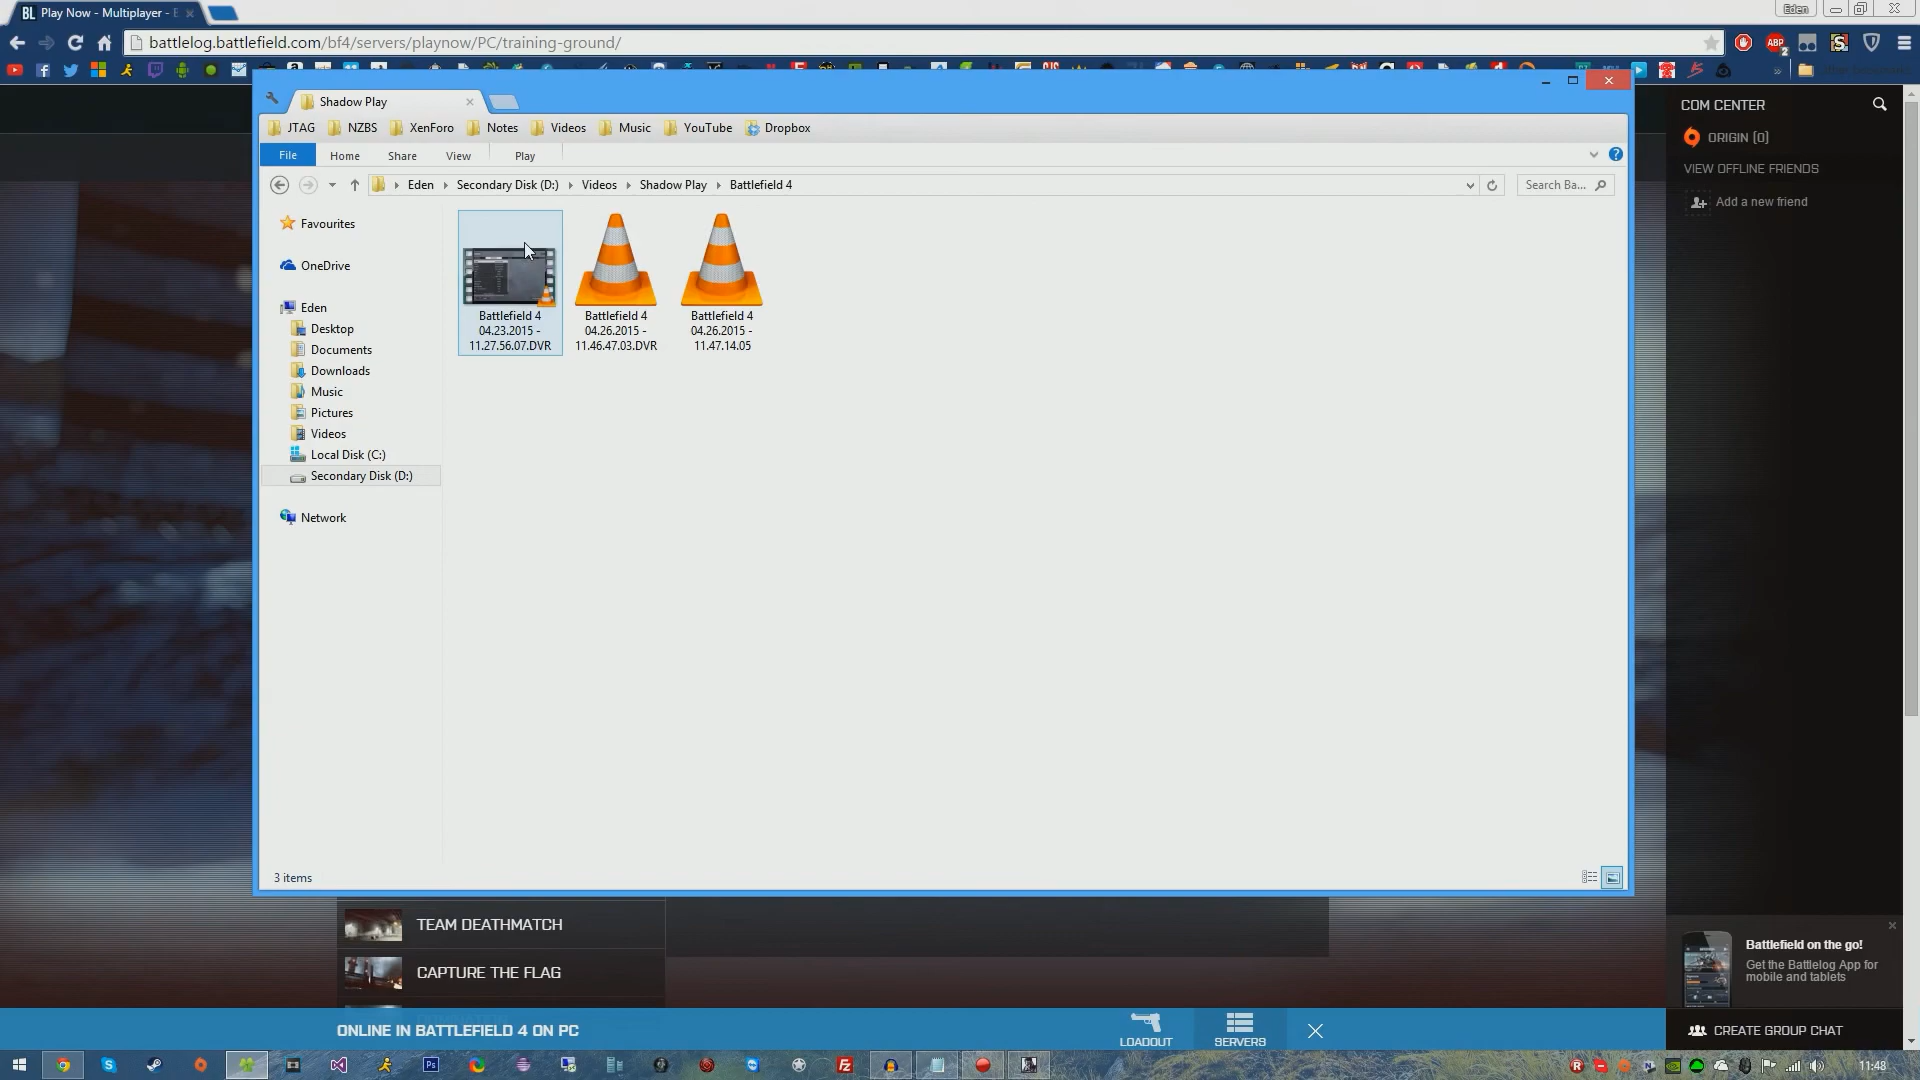 BL Play Now - Multiplayer - B
Eden
battlelog.battlefield.com/bf4/servers/playnow/PC/training-ground/
Shadow Play
JTAG NZBS XenForo Notes Videos Music YouTube Dropbox
File Home Share View Play
Eden Secondary Disk (D:) Videos Shadow Play Battlefield 4
Search Ba...
Favourites
OneDrive
Eden
Desktop
Documents
Downloads
Music
Pictures
Videos
Local Disk (C:)
Secondary Disk (D:)
Network
Battlefield 4
04.23.2015 -
11.27.56.07.DVR
Battlefield 4
04.26.2015 -
11.46.47.03.DVR
Battlefield 4
04.26.2015 -
11.47.14.05
3 items
COM CENTER
ORIGIN [0]
VIEW OFFLINE FRIENDS
Add a new friend
TEAM DEATHMATCH
CAPTURE THE FLAG
Battlefield on the go!
Get the Battlelog App for
mobile and tablets
ONLINE IN BATTLEFIELD 4 ON PC
LOADOUT
SERVERS
CREATE GROUP CHAT
11:48